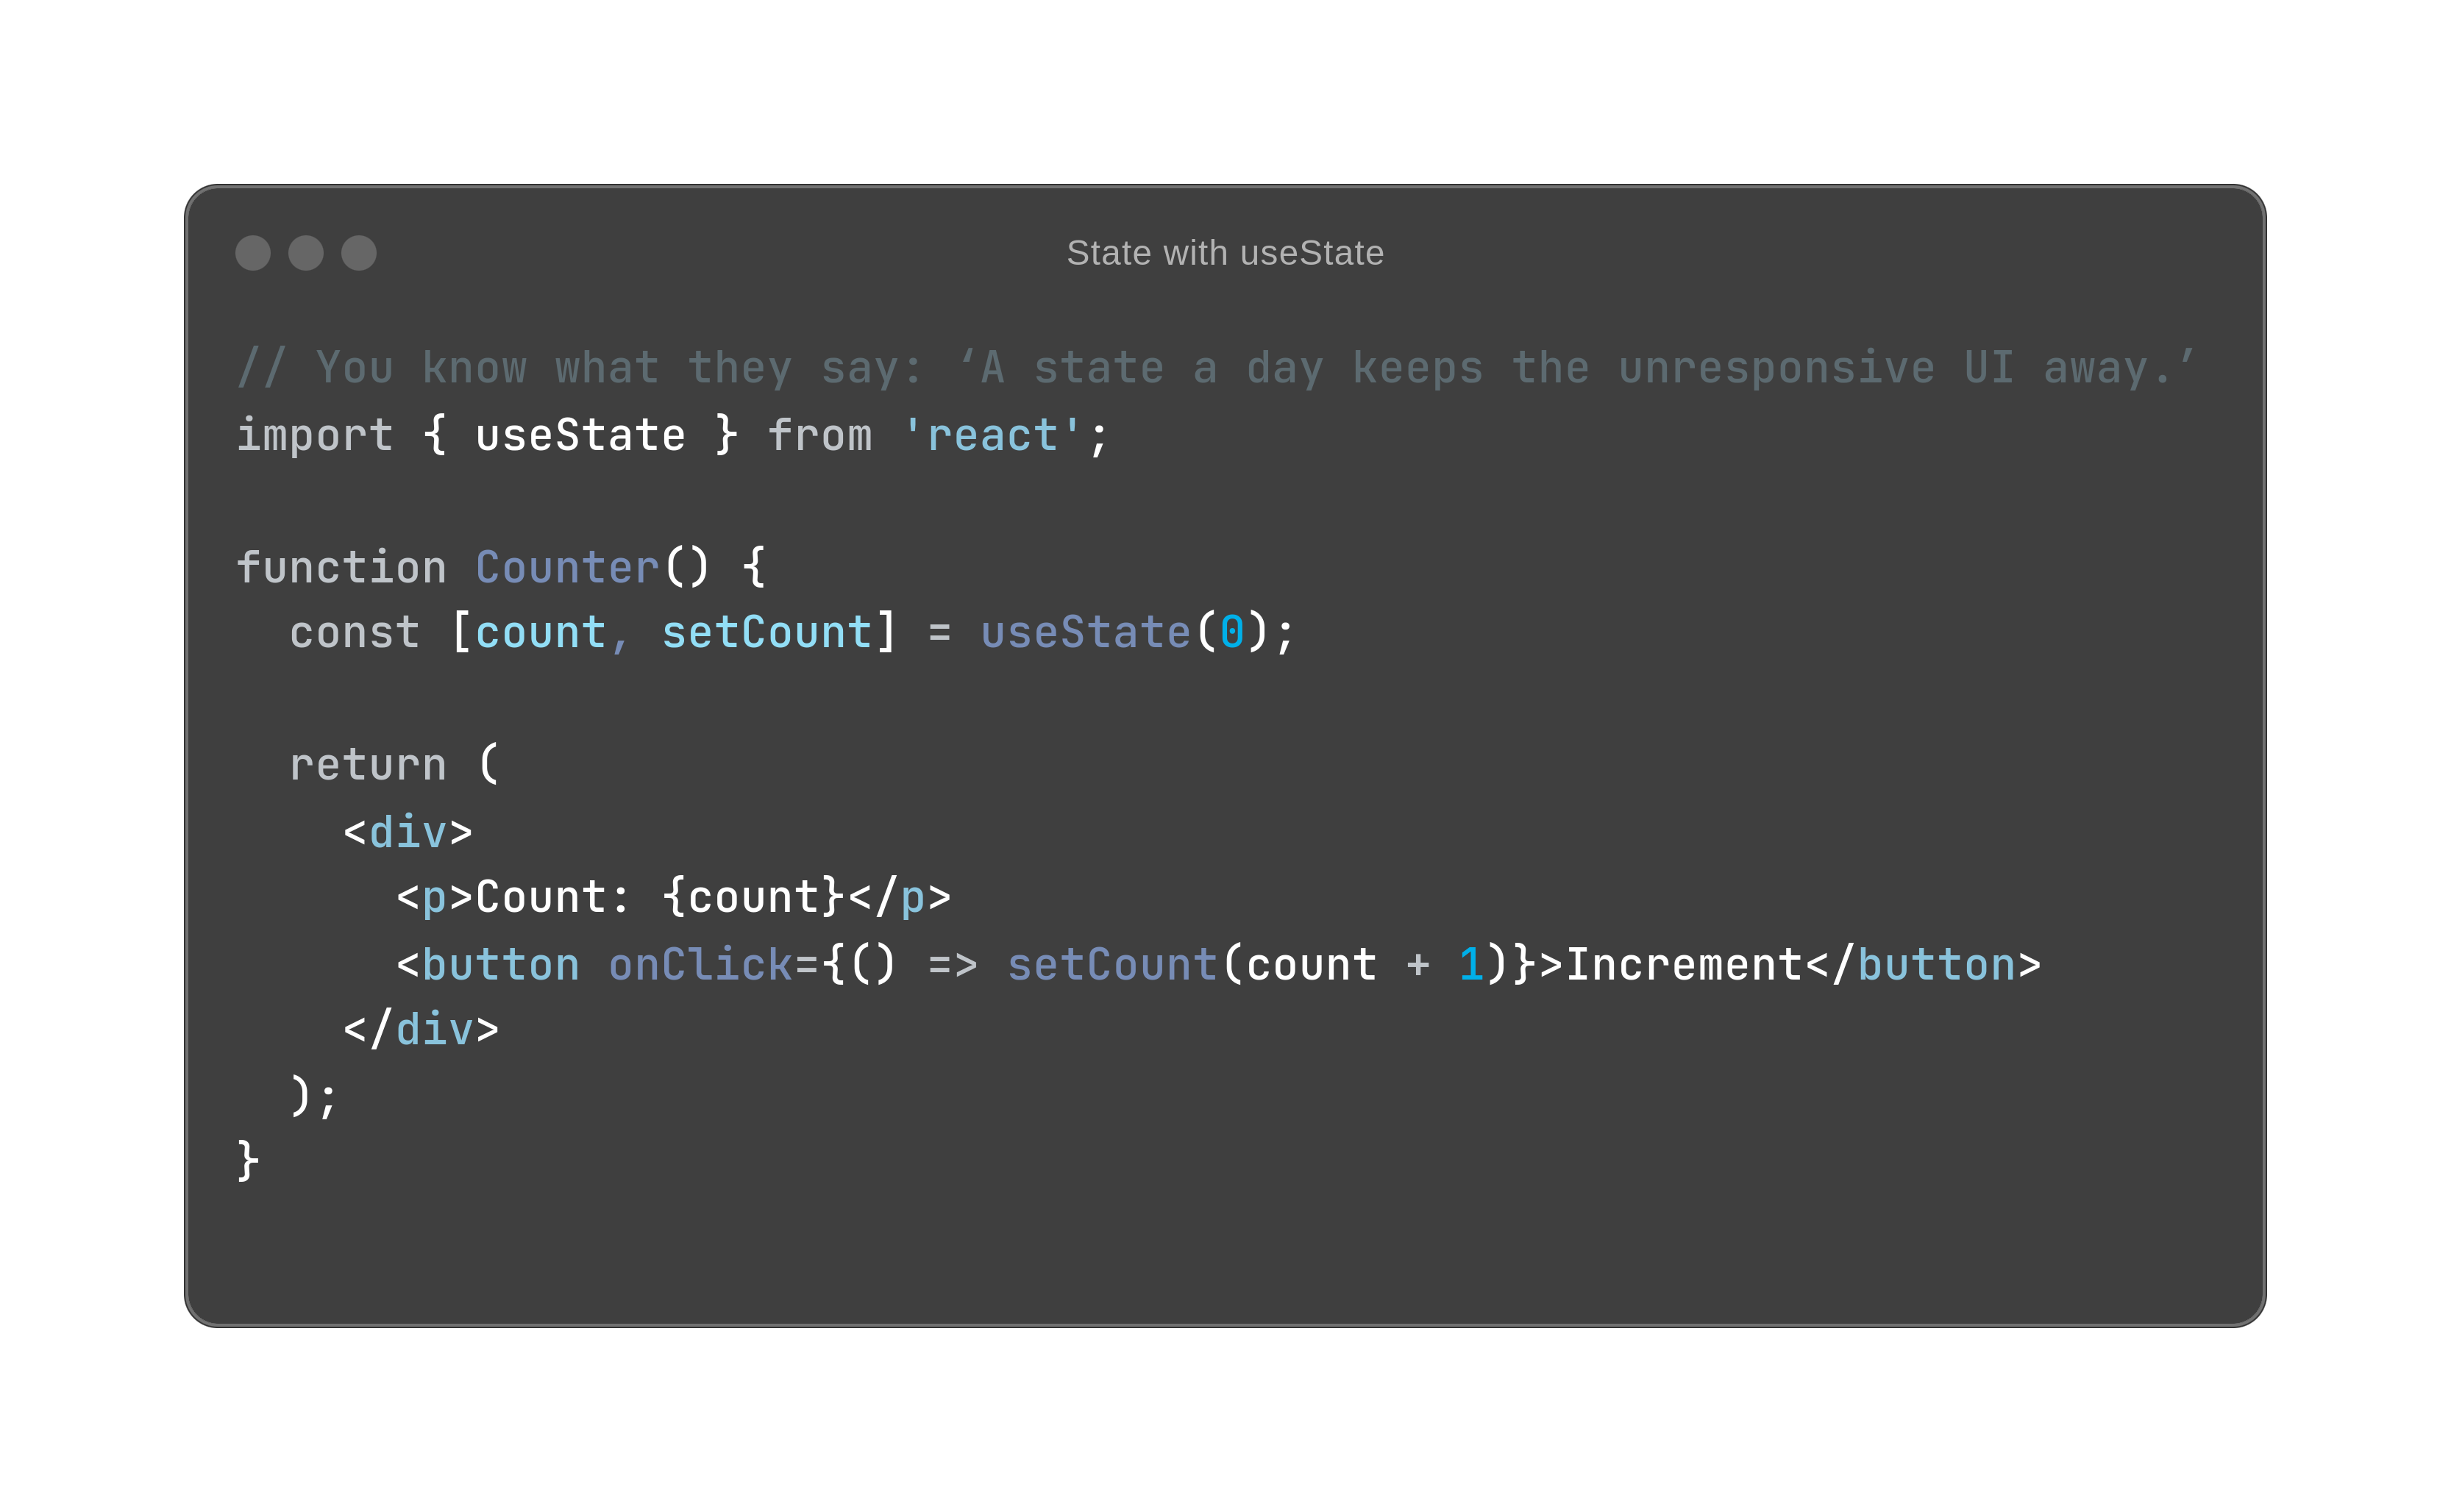 State with useState
// You know what they say: ‘A state a day keeps the unresponsive UI away.’
import { useState } from 'react';
function Counter() {
  const [count, setCount] = useState(0);
  return (
    <div>
      <p>Count: {count}</p>
      <button onClick={() => setCount(count + 1)}>Increment</button>
    </div>
  );
}